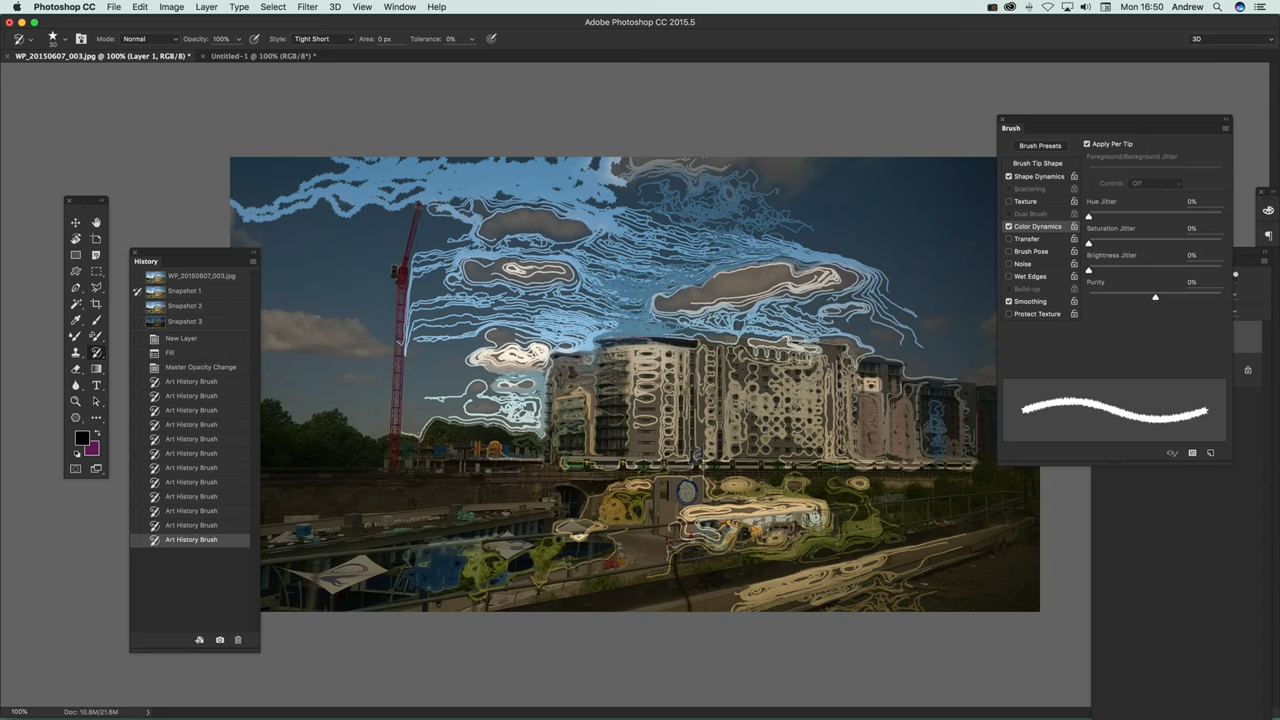 Photoshop CC File Edit Image Layer Type Select Filter 3D View Window Help Mon 16:50 Andrew
Adobe Photoshop CC 2015.5
30 Mode: Normal Opacity: 100% Style: Tight Short Area: 0 px Tolerance: 0% 3D
WP_20150607_003.jpg @ 100% (Layer 1, RGB/8) * Untitled-1 @ 100% (RGB/8*) *
Brush
Brush Presets
Apply Per Tip
Foreground/Background Jitter
Brush Tip Shape
Shape Dynamics
Control: Off
Scattering
Texture
Hue Jitter 0%
Dual Brush
Color Dynamics
Saturation Jitter 0%
Transfer
Brush Pose
Brightness Jitter 0%
Noise
Wet Edges
Purity 0%
Build-up
Smoothing
Protect Texture
History
WP_20150607_003.jpg
Snapshot 1
Snapshot 2
Snapshot 3
New Layer
Fill
Master Opacity Change
Art History Brush
Art History Brush
Art History Brush
Art History Brush
Art History Brush
Art History Brush
Art History Brush
Art History Brush
Art History Brush
Art History Brush
Art History Brush
Art History Brush
100% Doc: 10.8M/21.6M